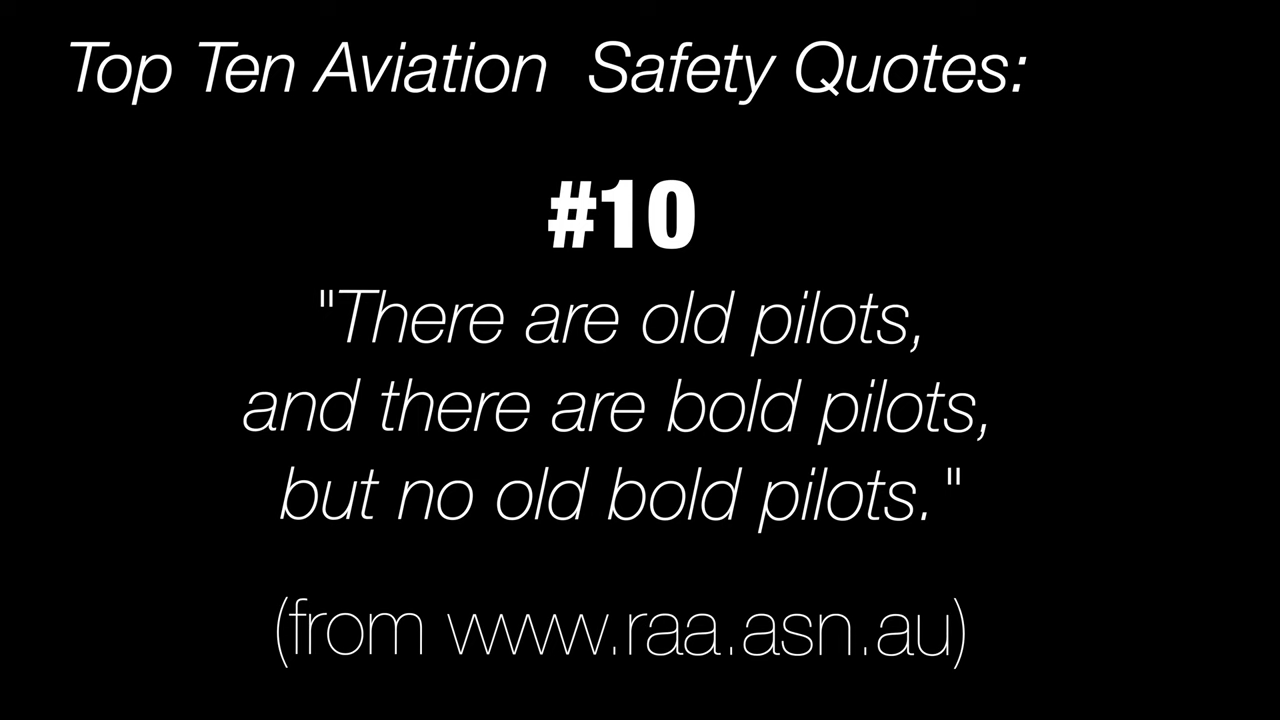 Top Ten Aviation  Safety Quotes:
#10
"There are old pilots,
and there are bold pilots,
but no old bold pilots."
(from www.raa.asn.au)